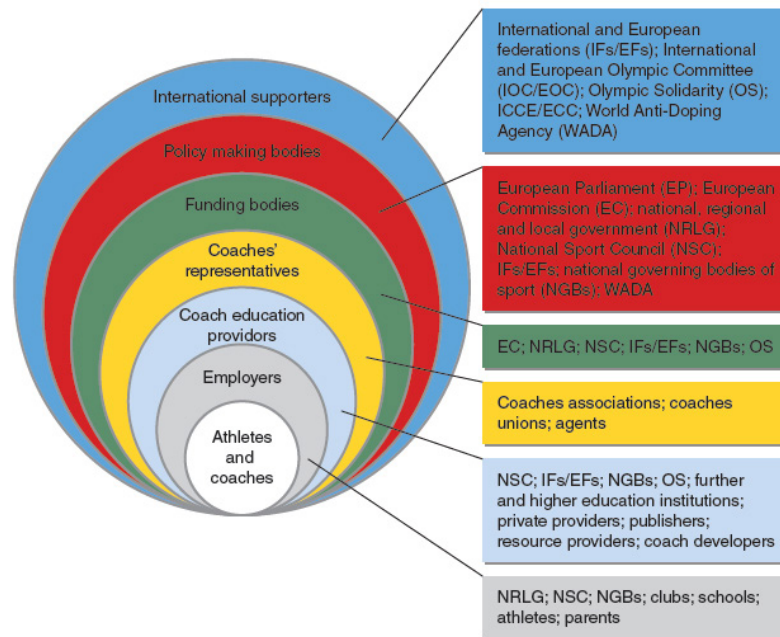 International supporters
Policy making bodies
Funding bodies
Coaches'
representatives
Coach education
providors
Employers
Athletes
and
coaches
International and European
federations (IFs/EFs); International
and European Olympic Committee
(IOC/EOC); Olympic Solidarity (OS);
ICCE/ECC; World Anti-Doping
Agency (WADA)
European Parliament (EP); European
Commission (EC); national, regional
and local government (NRLG);
National Sport Council (NSC);
IFs/EFs; national governing bodies of
sport (NGBs); WADA
EC; NRLG; NSC; IFs/EFs; NGBs; OS
Coaches associations; coaches
unions; agents
NSC; IFs/EFs; NGBs; OS; further
and higher education institutions;
private providers; publishers;
resource providers; coach developers
NRLG; NSC; NGBs; clubs; schools;
athletes; parents